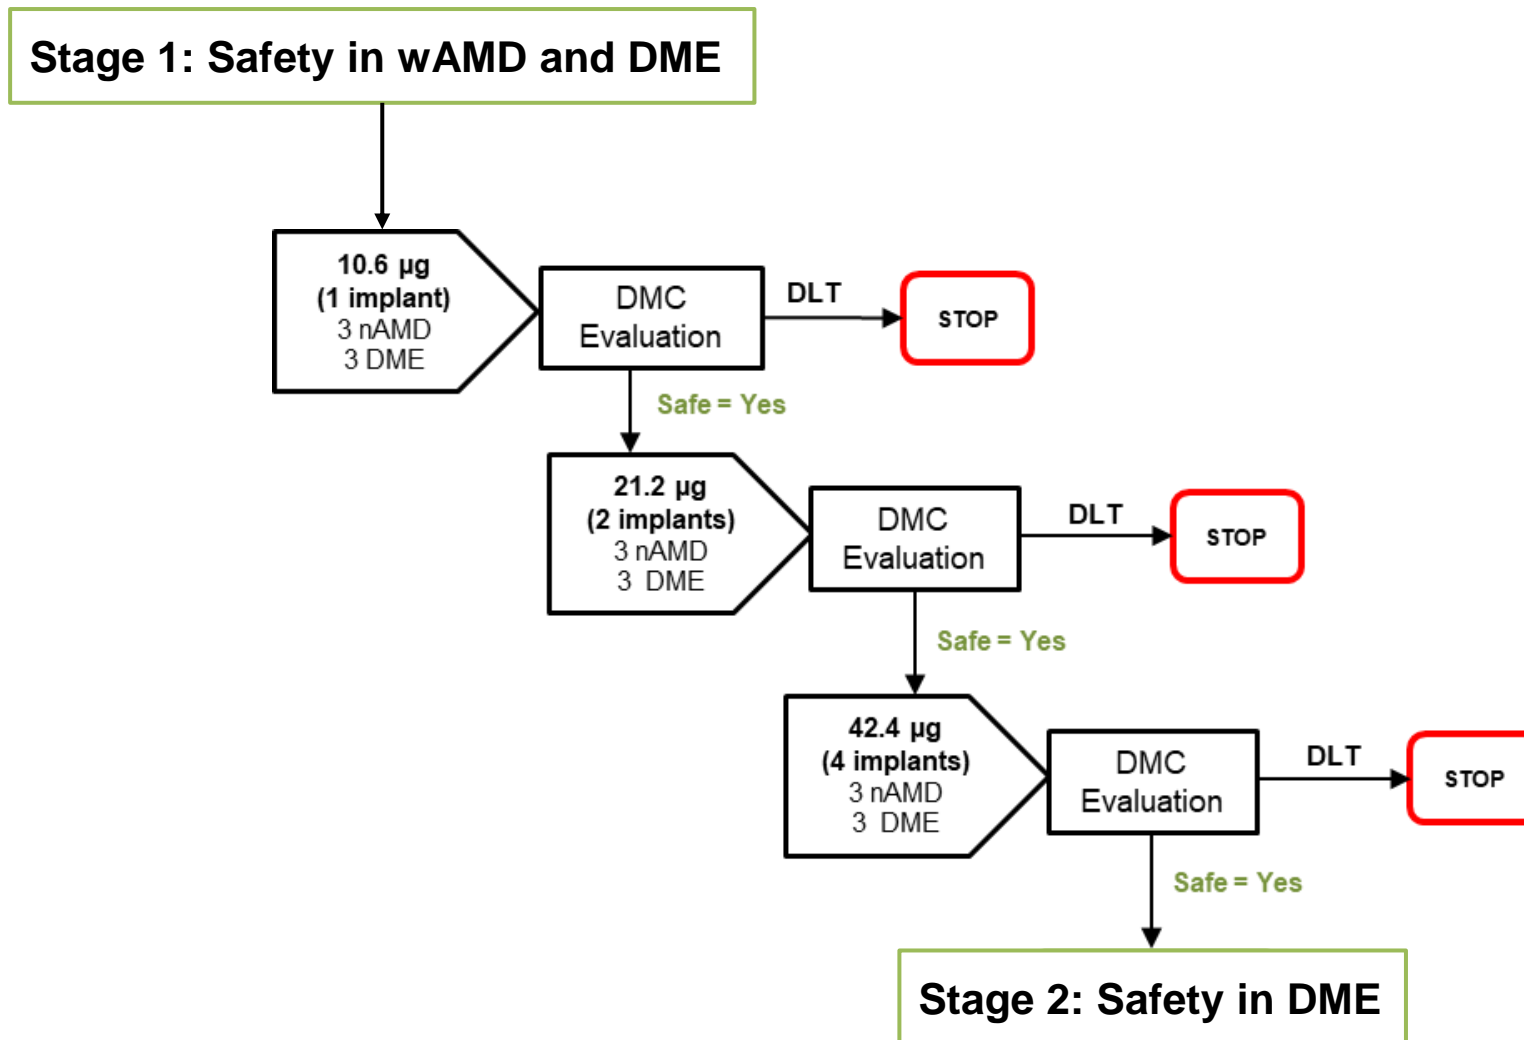 Stage 1: Safety in wAMD and DME
10.6 µg
(1 implant)
3 nAMD
3 DME
DMC
Evaluation
DLT
STOP
Safe = Yes
21.2 µg
(2 implants)
3 nAMD
3 DME
DMC
Evaluation
DLT
STOP
Safe = Yes
42.4 µg
(4 implants)
3 nAMD
3 DME
DMC
Evaluation
DLT
STOP
Safe = Yes
Stage 2: Safety in DME